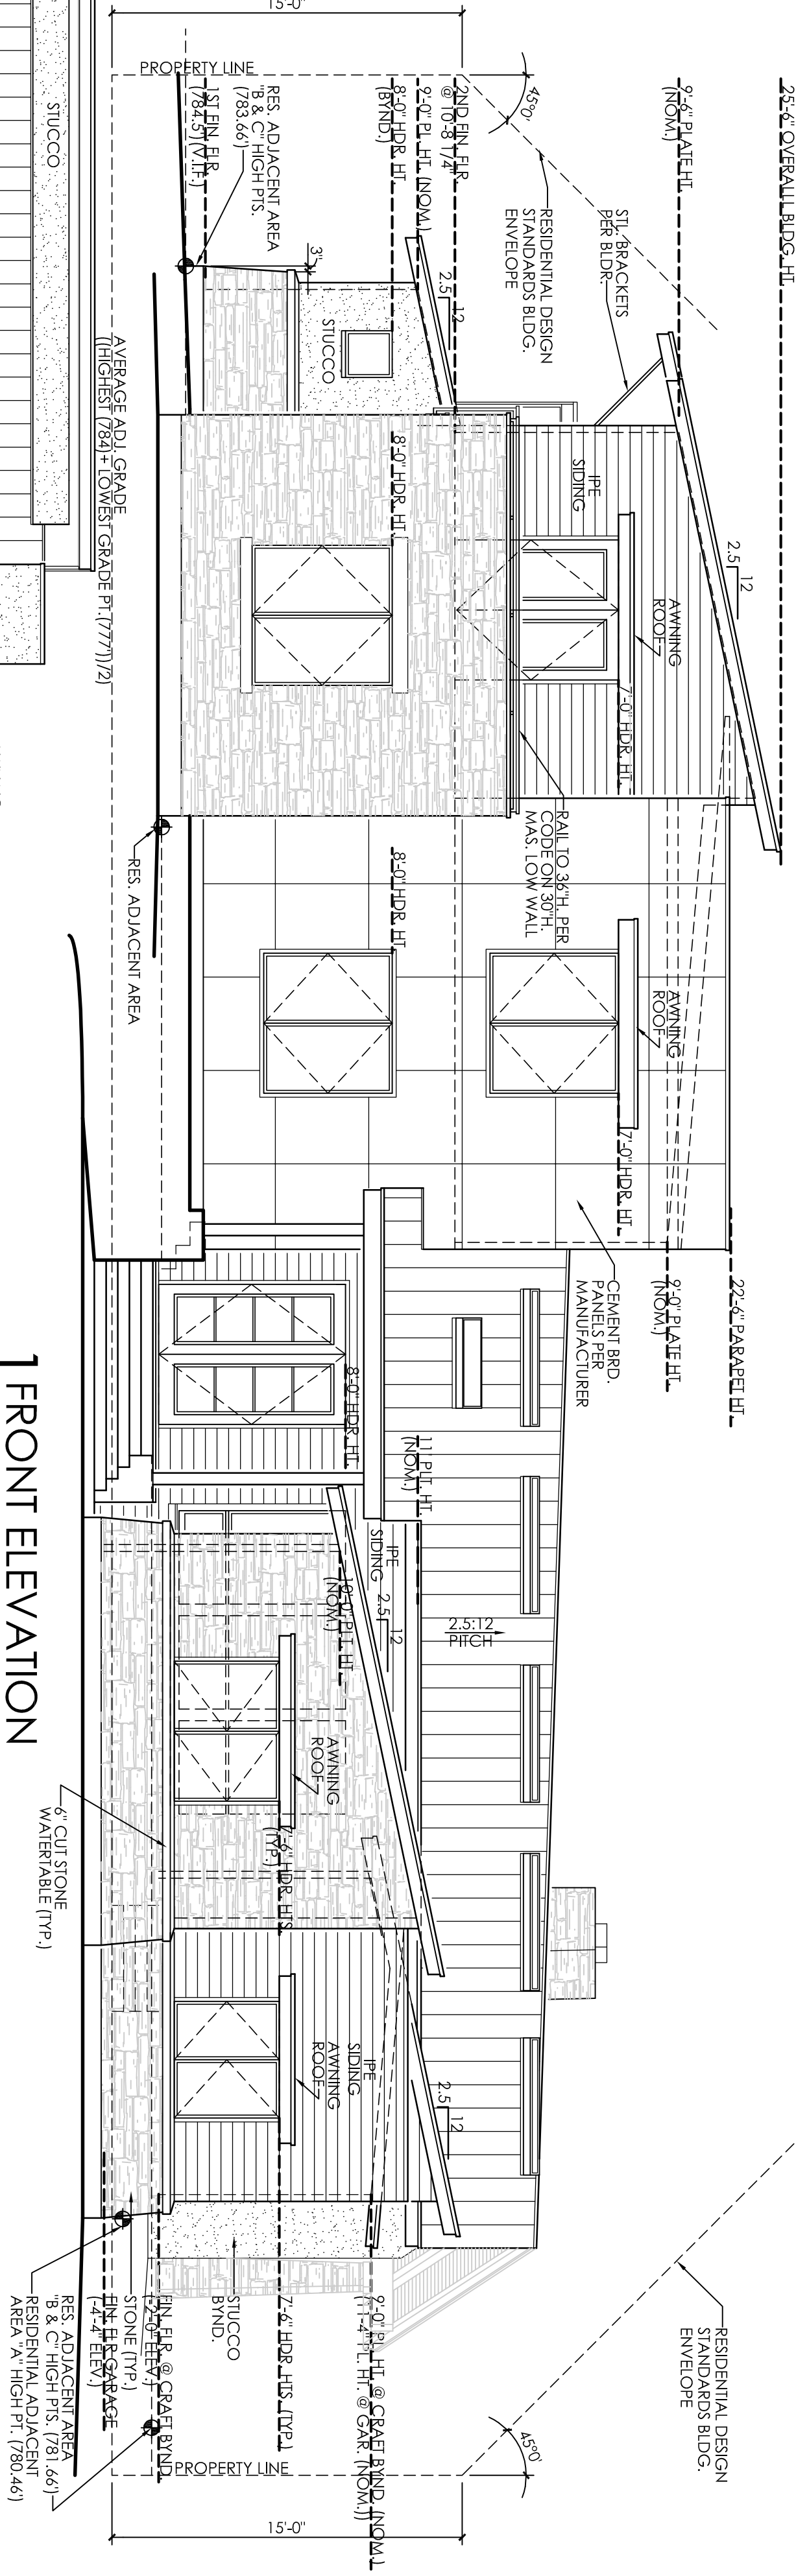 15'-0"
PROPERTY LINE
45°0'
25'-6" OVERALL BLDG. HT.
9'-6" PLATE HT.
(NOM.)
STL. BRACKETS
PER BLDR.
RESIDENTIAL DESIGN
STANDARDS BLDG.
ENVELOPE
2ND FIN. FLR.
@ 10'-8 1/4"
9'-0" PL. HT. (NOM.)
8'-0" HDR. HT.
(BYND.)
RES. ADJACENT AREA
"B & C" HIGH PTS.
(783.66')
1ST FIN. FLR.
(784.5') (V.I.F.)
3"
2.5
12
STUCCO
STUCCO
AVERAGE ADJ. GRADE
((HIGHEST (784)+ LOWEST GRADE PT.(777'))/2)
8'-0" HDR. HT
IPE
SIDING
2.5
12
AWNING
ROOF
7'-0" HDR. HT.
RAIL TO 36"H. PER
CODE ON 30"H.
MAS. LOW WALL
RES. ADJACENT AREA
8'-0" HDR. HT
AWNING
ROOF
7'-0" HDR. HT.
CEMENT BRD.
PANELS PER
MANUFACTURER
9'-0" PLATE HT.
(NOM.)
22'-6" PARAPET HT.
8'-0" HDR. HT.
11' PLT. HT.
(NOM.)
IPE
SIDING
2.5
12
10'-0" PLT. HT.
(NOM.)
2.5:12
PITCH
AWNING
ROOF
7'-6" HDR. HTS.
(TYP.)
6" CUT STONE
WATERTABLE (TYP.)
IPE
SIDING
AWNING
ROOF
2.5
12
RESIDENTIAL DESIGN
STANDARDS BLDG.
ENVELOPE
45°0'
9'-0" PL. HT. @ CRAFT BYND. (NOM.)
(11'-4" PL. HT. @ GAR. (NOM.))
7'-6" HDR. HTS. (TYP.)
STUCCO
BYND.
FIN. FLR. @ CRAFT BYND.
(-2'-0" ELEV.)
STONE (TYP.)
FIN. FLR GARAGE
(-4'-4" ELEV.)
RES. ADJACENT AREA
"B & C" HIGH PTS. (781.66')
RESIDENTIAL ADJACENT
AREA "A" HIGH PT. (780.46')
PROPERTY LINE
15'-0"
1 FRONT ELEVATION